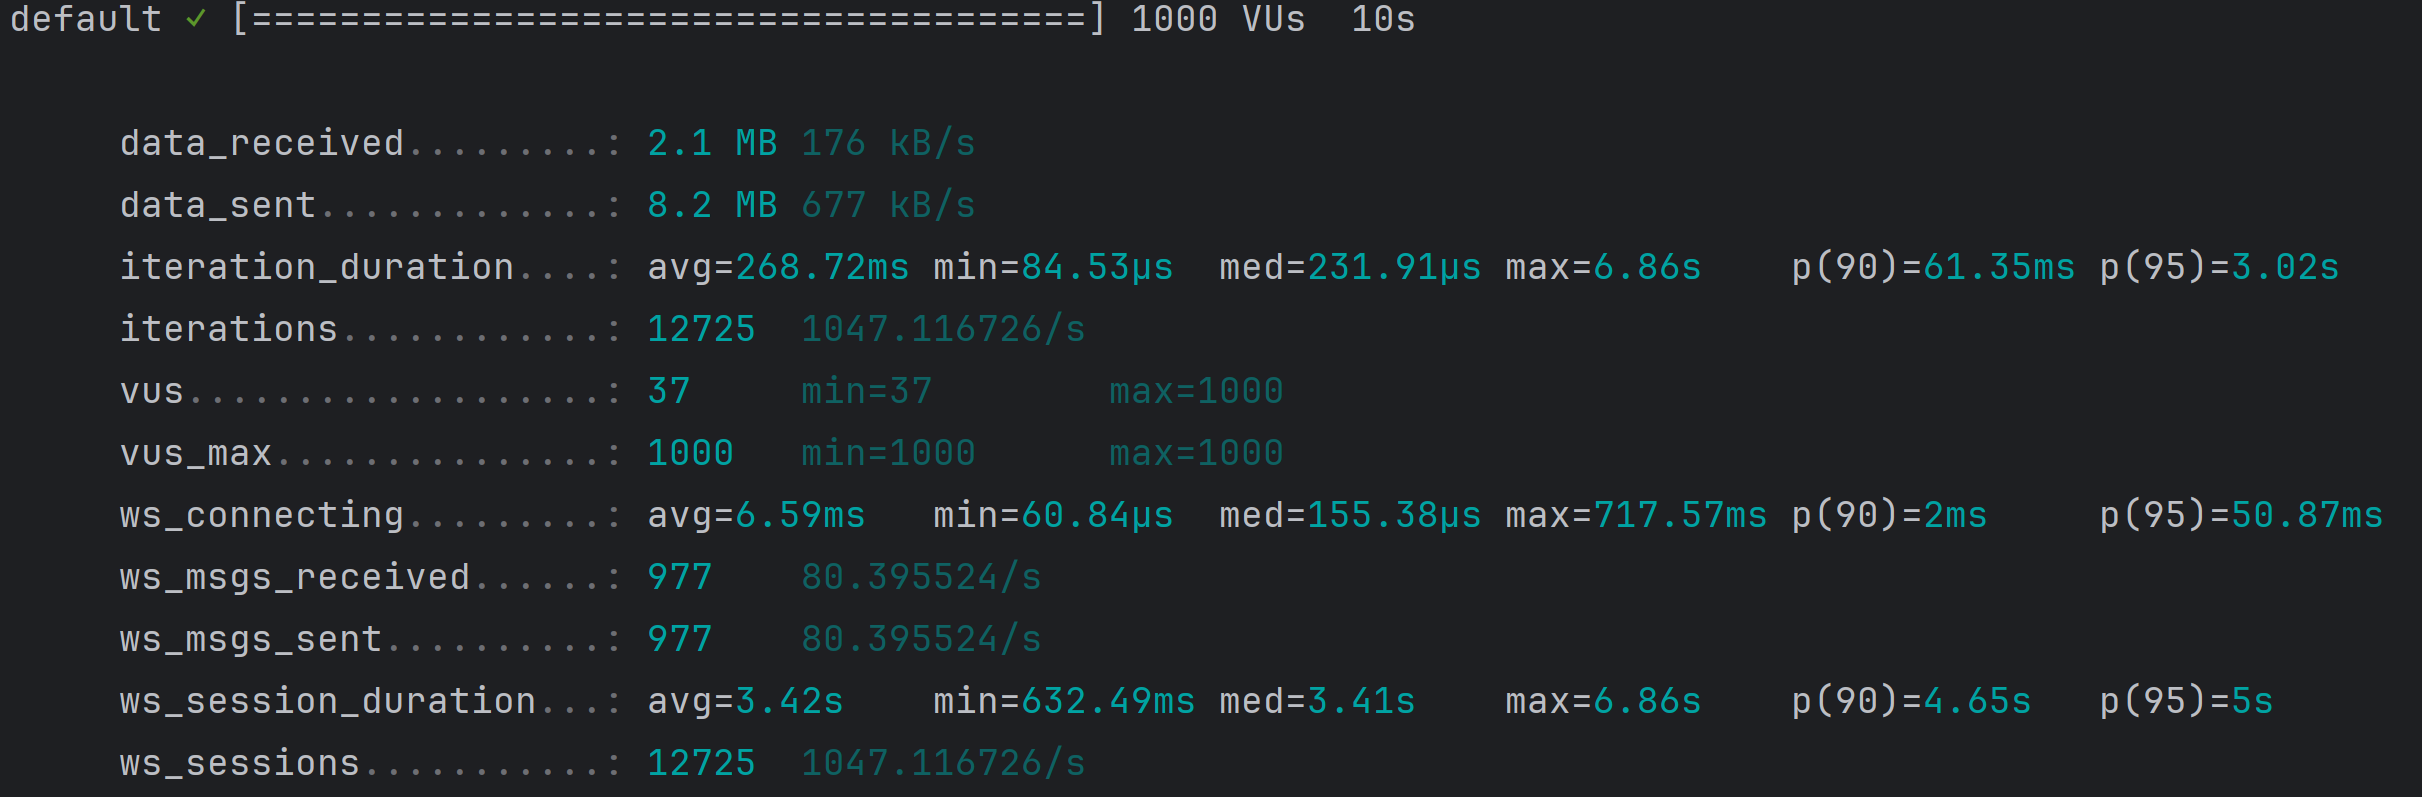 default ✓ [======================================] 1000 VUs  10s
data_received.........: 2.1 MB 176 kB/s
data_sent.............: 8.2 MB 677 kB/s
iteration_duration....: avg=268.72ms min=84.53µs  med=231.91µs max=6.86s    p(90)=61.35ms p(95)=3.02s
iterations............: 12725  1047.116726/s
vus...................: 37     min=37        max=1000
vus_max...............: 1000   min=1000      max=1000
ws_connecting.........: avg=6.59ms   min=60.84µs  med=155.38µs max=717.57ms p(90)=2ms     p(95)=50.87ms
ws_msgs_received......: 977    80.395524/s
ws_msgs_sent..........: 977    80.395524/s
ws_session_duration...: avg=3.42s    min=632.49ms med=3.41s    max=6.86s    p(90)=4.65s   p(95)=5s
ws_sessions...........: 12725  1047.116726/s